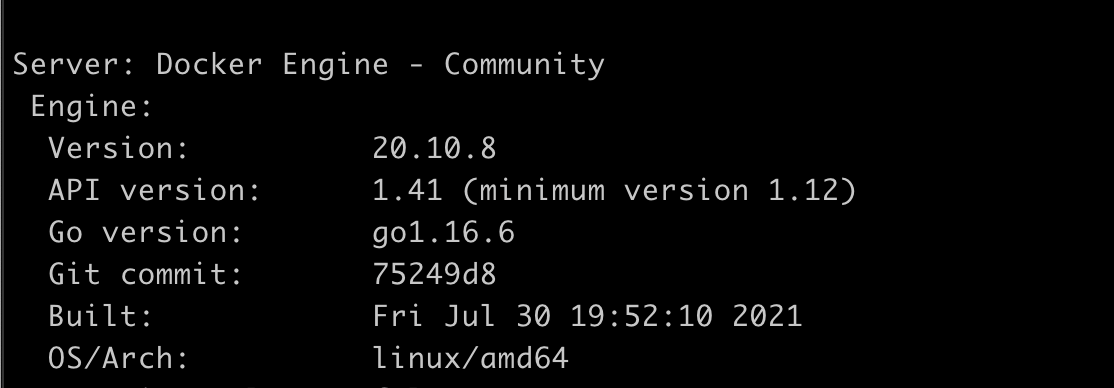 Server: Docker Engine - Community
 Engine:
  Version:          20.10.8
  API version:      1.41 (minimum version 1.12)
  Go version:       go1.16.6
  Git commit:       75249d8
  Built:            Fri Jul 30 19:52:10 2021
  OS/Arch:          linux/amd64